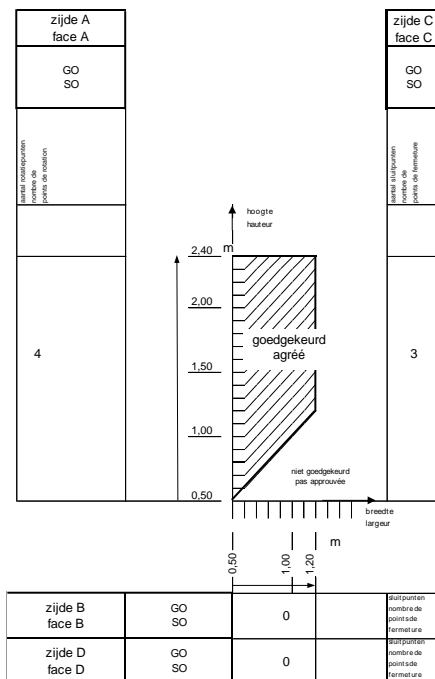 zijde A
face A
zijde C
face C
GO
SO
GO
SO
aantal rotatiepunten
nombre de
points de rotation
aantal sluitpunten
nombre de
points de fermeture
hoogte
hauteur
m
2,40
2,00
1,50
1,00
0,50
goedgekeurd
agréé
4
3
niet goedgekeurd
pas approuvée
breedte
largeur
m
0,50
1,00
1,20
zijde B
face B
GO
SO
0
sluitpunten
nombre de
points de
fermeture
zijde D
face D
GO
SO
0
sluitpunten
nombre de
points de
fermeture